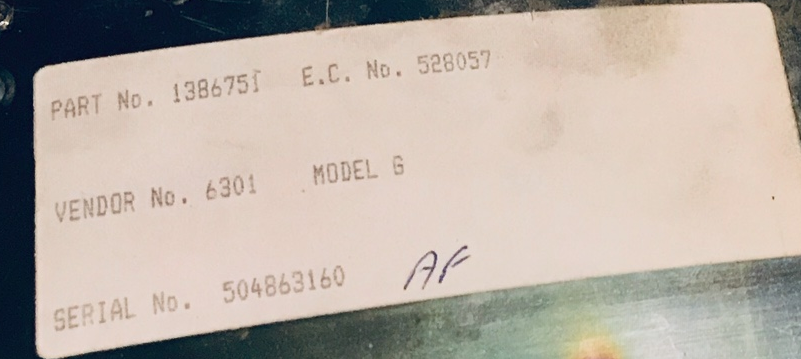 PART No. 1386751 E.C. No. 528057
VENDOR No. 6301 MODEL G
SERIAL No. 504863160 AF